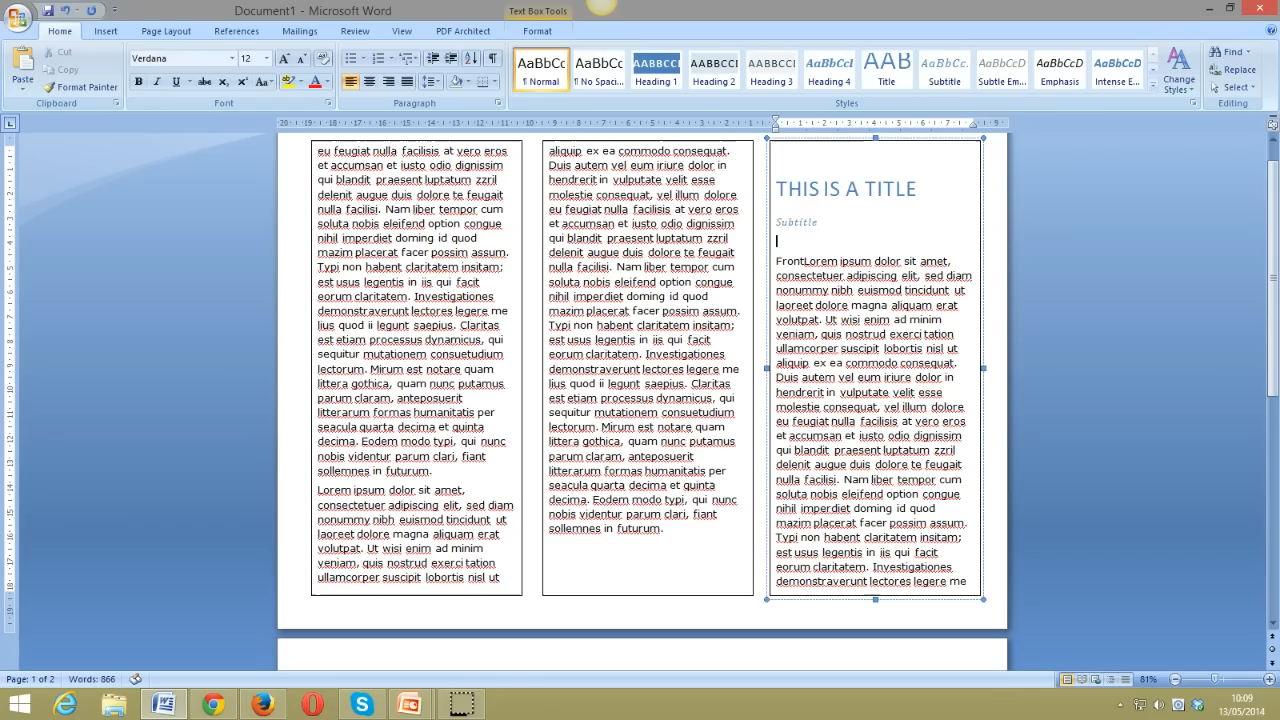 Document1 - Microsoft Word
Text Box Tools
Home
Insert
Page Layout
References
Mailings
Review
View
PDF Architect
Format
Paste
Cut
Copy
Format Painter
Clipboard
Verdana
12
Font
Paragraph
AaBbCc
¶ Normal
AaBbCc
¶ No Spaci...
AABBCC
Heading 1
AABBCC
Heading 2
AABBCC
Heading 3
AaBbCcI
Heading 4
AAB
Title
AaBbCc.
Subtitle
AaBbCcD
Subtle Em...
AaBbCcD
Emphasis
AaBbCcD
Intense E...
Change
Styles
Styles
Find
Replace
Select
Editing
eu feugiat nulla facilisis at vero eros
et accumsan et iusto odio dignissim
qui blandit praesent luptatum zzril
delenit augue duis dolore te feugait
nulla facilisi. Nam liber tempor cum
soluta nobis eleifend option congue
nihil imperdiet doming id quod
mazim placerat facer possim assum.
Typi non habent claritatem insitam;
est usus legentis in iis qui facit
eorum claritatem. Investigationes
demonstraverunt lectores legere me
lius quod ii legunt saepius. Claritas
est etiam processus dynamicus, qui
sequitur mutationem consuetudium
lectorum. Mirum est notare quam
littera gothica, quam nunc putamus
parum claram, anteposuerit
litterarum formas humanitatis per
seacula quarta decima et quinta
decima. Eodem modo typi, qui nunc
nobis videntur parum clari, fiant
sollemnes in futurum.
Lorem ipsum dolor sit amet,
consectetuer adipiscing elit, sed diam
nonummy nibh euismod tincidunt ut
laoreet dolore magna aliquam erat
volutpat. Ut wisi enim ad minim
veniam, quis nostrud exerci tation
ullamcorper suscipit lobortis nisl ut
aliquip ex ea commodo consequat.
Duis autem vel eum iriure dolor in
hendrerit in vulputate velit esse
molestie consequat, vel illum dolore
eu feugiat nulla facilisis at vero eros
et accumsan et iusto odio dignissim
qui blandit praesent luptatum zzril
delenit augue duis dolore te feugait
nulla facilisi. Nam liber tempor cum
soluta nobis eleifend option congue
nihil imperdiet doming id quod
mazim placerat facer possim assum.
Typi non habent claritatem insitam;
est usus legentis in iis qui facit
eorum claritatem. Investigationes
demonstraverunt lectores legere me
lius quod ii legunt saepius. Claritas
est etiam processus dynamicus, qui
sequitur mutationem consuetudium
lectorum. Mirum est notare quam
littera gothica, quam nunc putamus
parum claram, anteposuerit
litterarum formas humanitatis per
seacula quarta decima et quinta
decima. Eodem modo typi, qui nunc
nobis videntur parum clari, fiant
sollemnes in futurum.
THIS IS A TITLE
Subtitle
FrontLorem ipsum dolor sit amet,
consectetuer adipiscing elit, sed diam
nonummy nibh euismod tincidunt ut
laoreet dolore magna aliquam erat
volutpat. Ut wisi enim ad minim
veniam, quis nostrud exerci tation
ullamcorper suscipit lobortis nisl ut
aliquip ex ea commodo consequat.
Duis autem vel eum iriure dolor in
hendrerit in vulputate velit esse
molestie consequat, vel illum dolore
eu feugiat nulla facilisis at vero eros
et accumsan et iusto odio dignissim
qui blandit praesent luptatum zzril
delenit augue duis dolore te feugait
nulla facilisi. Nam liber tempor cum
soluta nobis eleifend option congue
nihil imperdiet doming id quod
mazim placerat facer possim assum.
Typi non habent claritatem insitam;
est usus legentis in iis qui facit
eorum claritatem. Investigationes
demonstraverunt lectores legere me
Page: 1 of 2
Words: 866
81%
10:09
13/05/2014